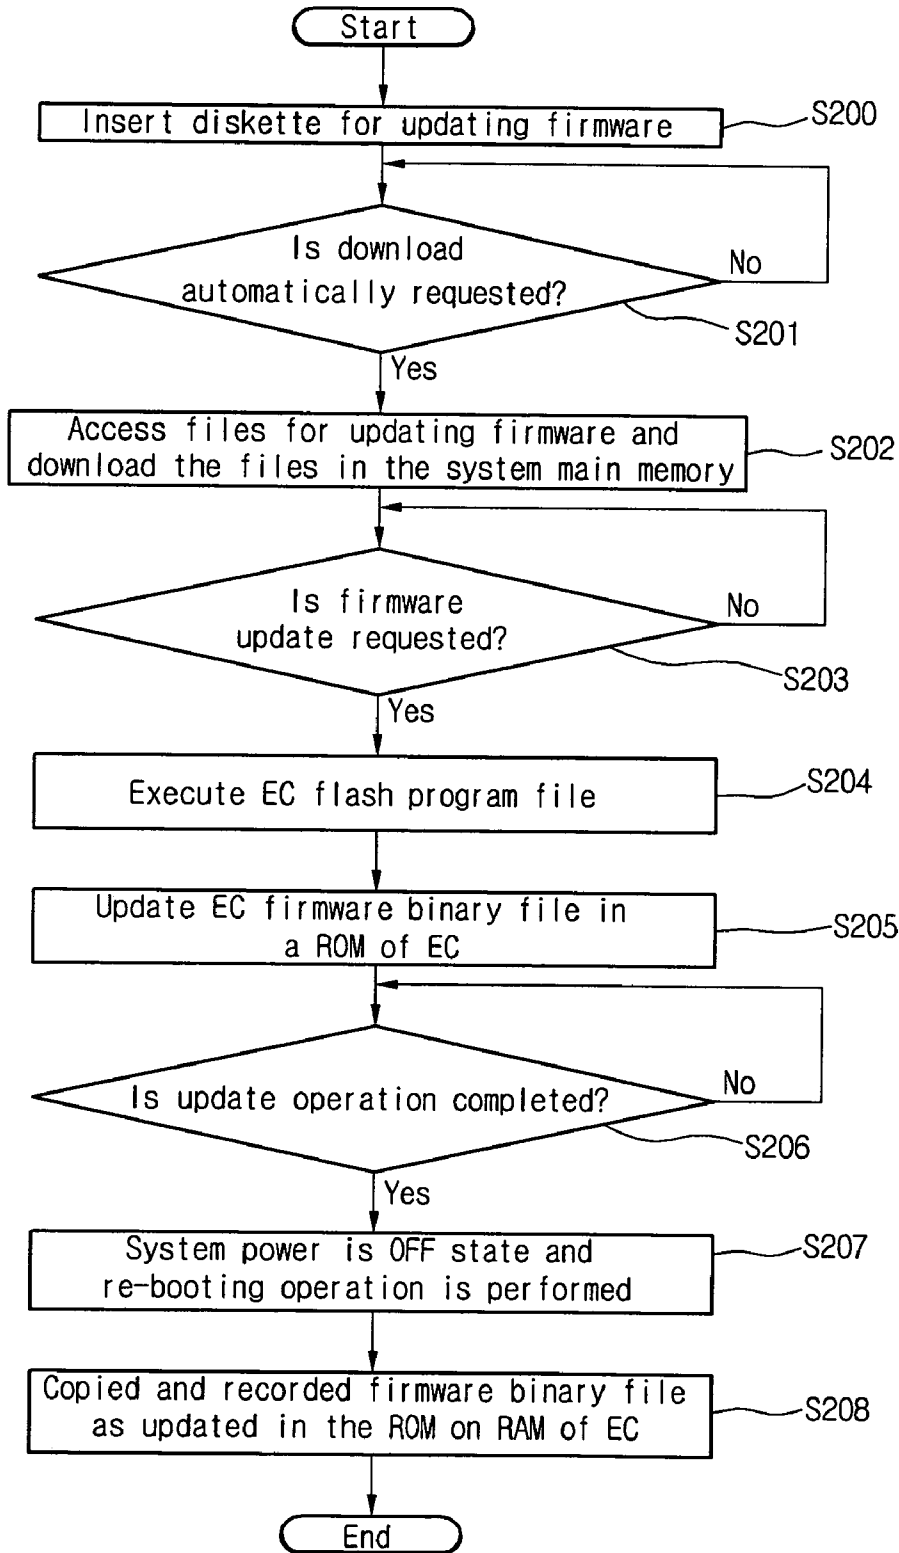 Start
Insert diskette for updating firmware
S200
Is download
automatically requested?
No
S201
Yes
Access files for updating firmware and
download the files in the system main memory
S202
Is firmware
update requested?
No
S203
Yes
Execute EC flash program file
S204
Update EC firmware binary file in
a ROM of EC
S205
Is update operation completed?
No
S206
Yes
System power is OFF state and
re-booting operation is performed
S207
Copied and recorded firmware binary file
as updated in the ROM on RAM of EC
S208
End